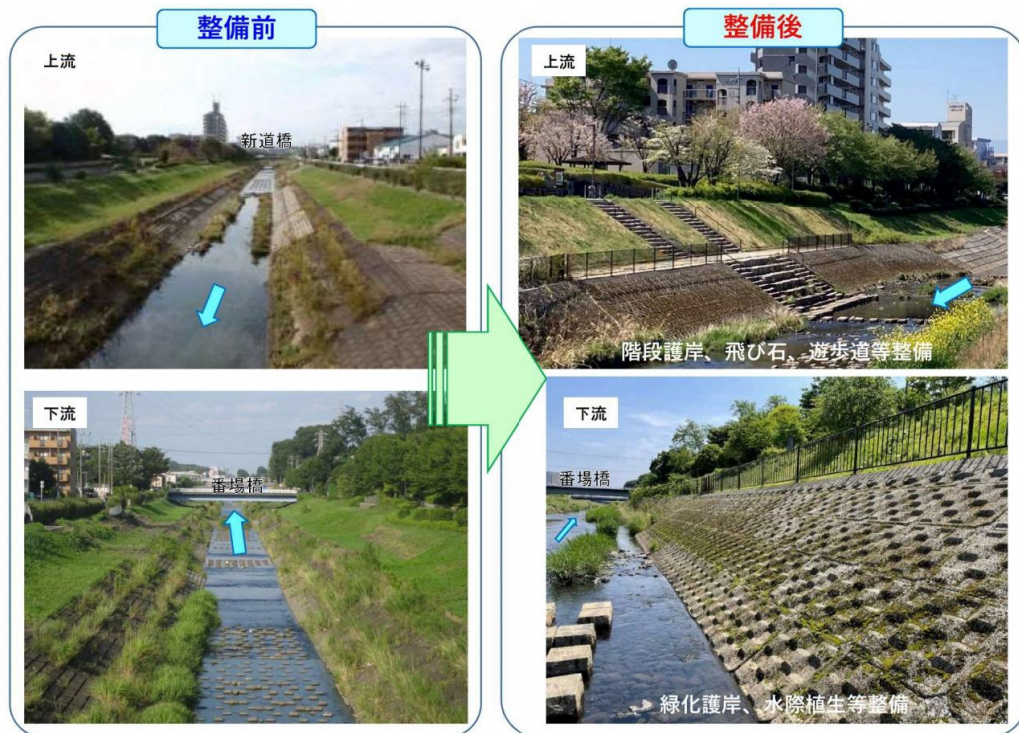 整備前
上流
新道橋
下流
番場橋
整備後
上流
階段護岸、飛び石、遊歩道等整備
下流
番場橋
緑化護岸、水際植生等整備